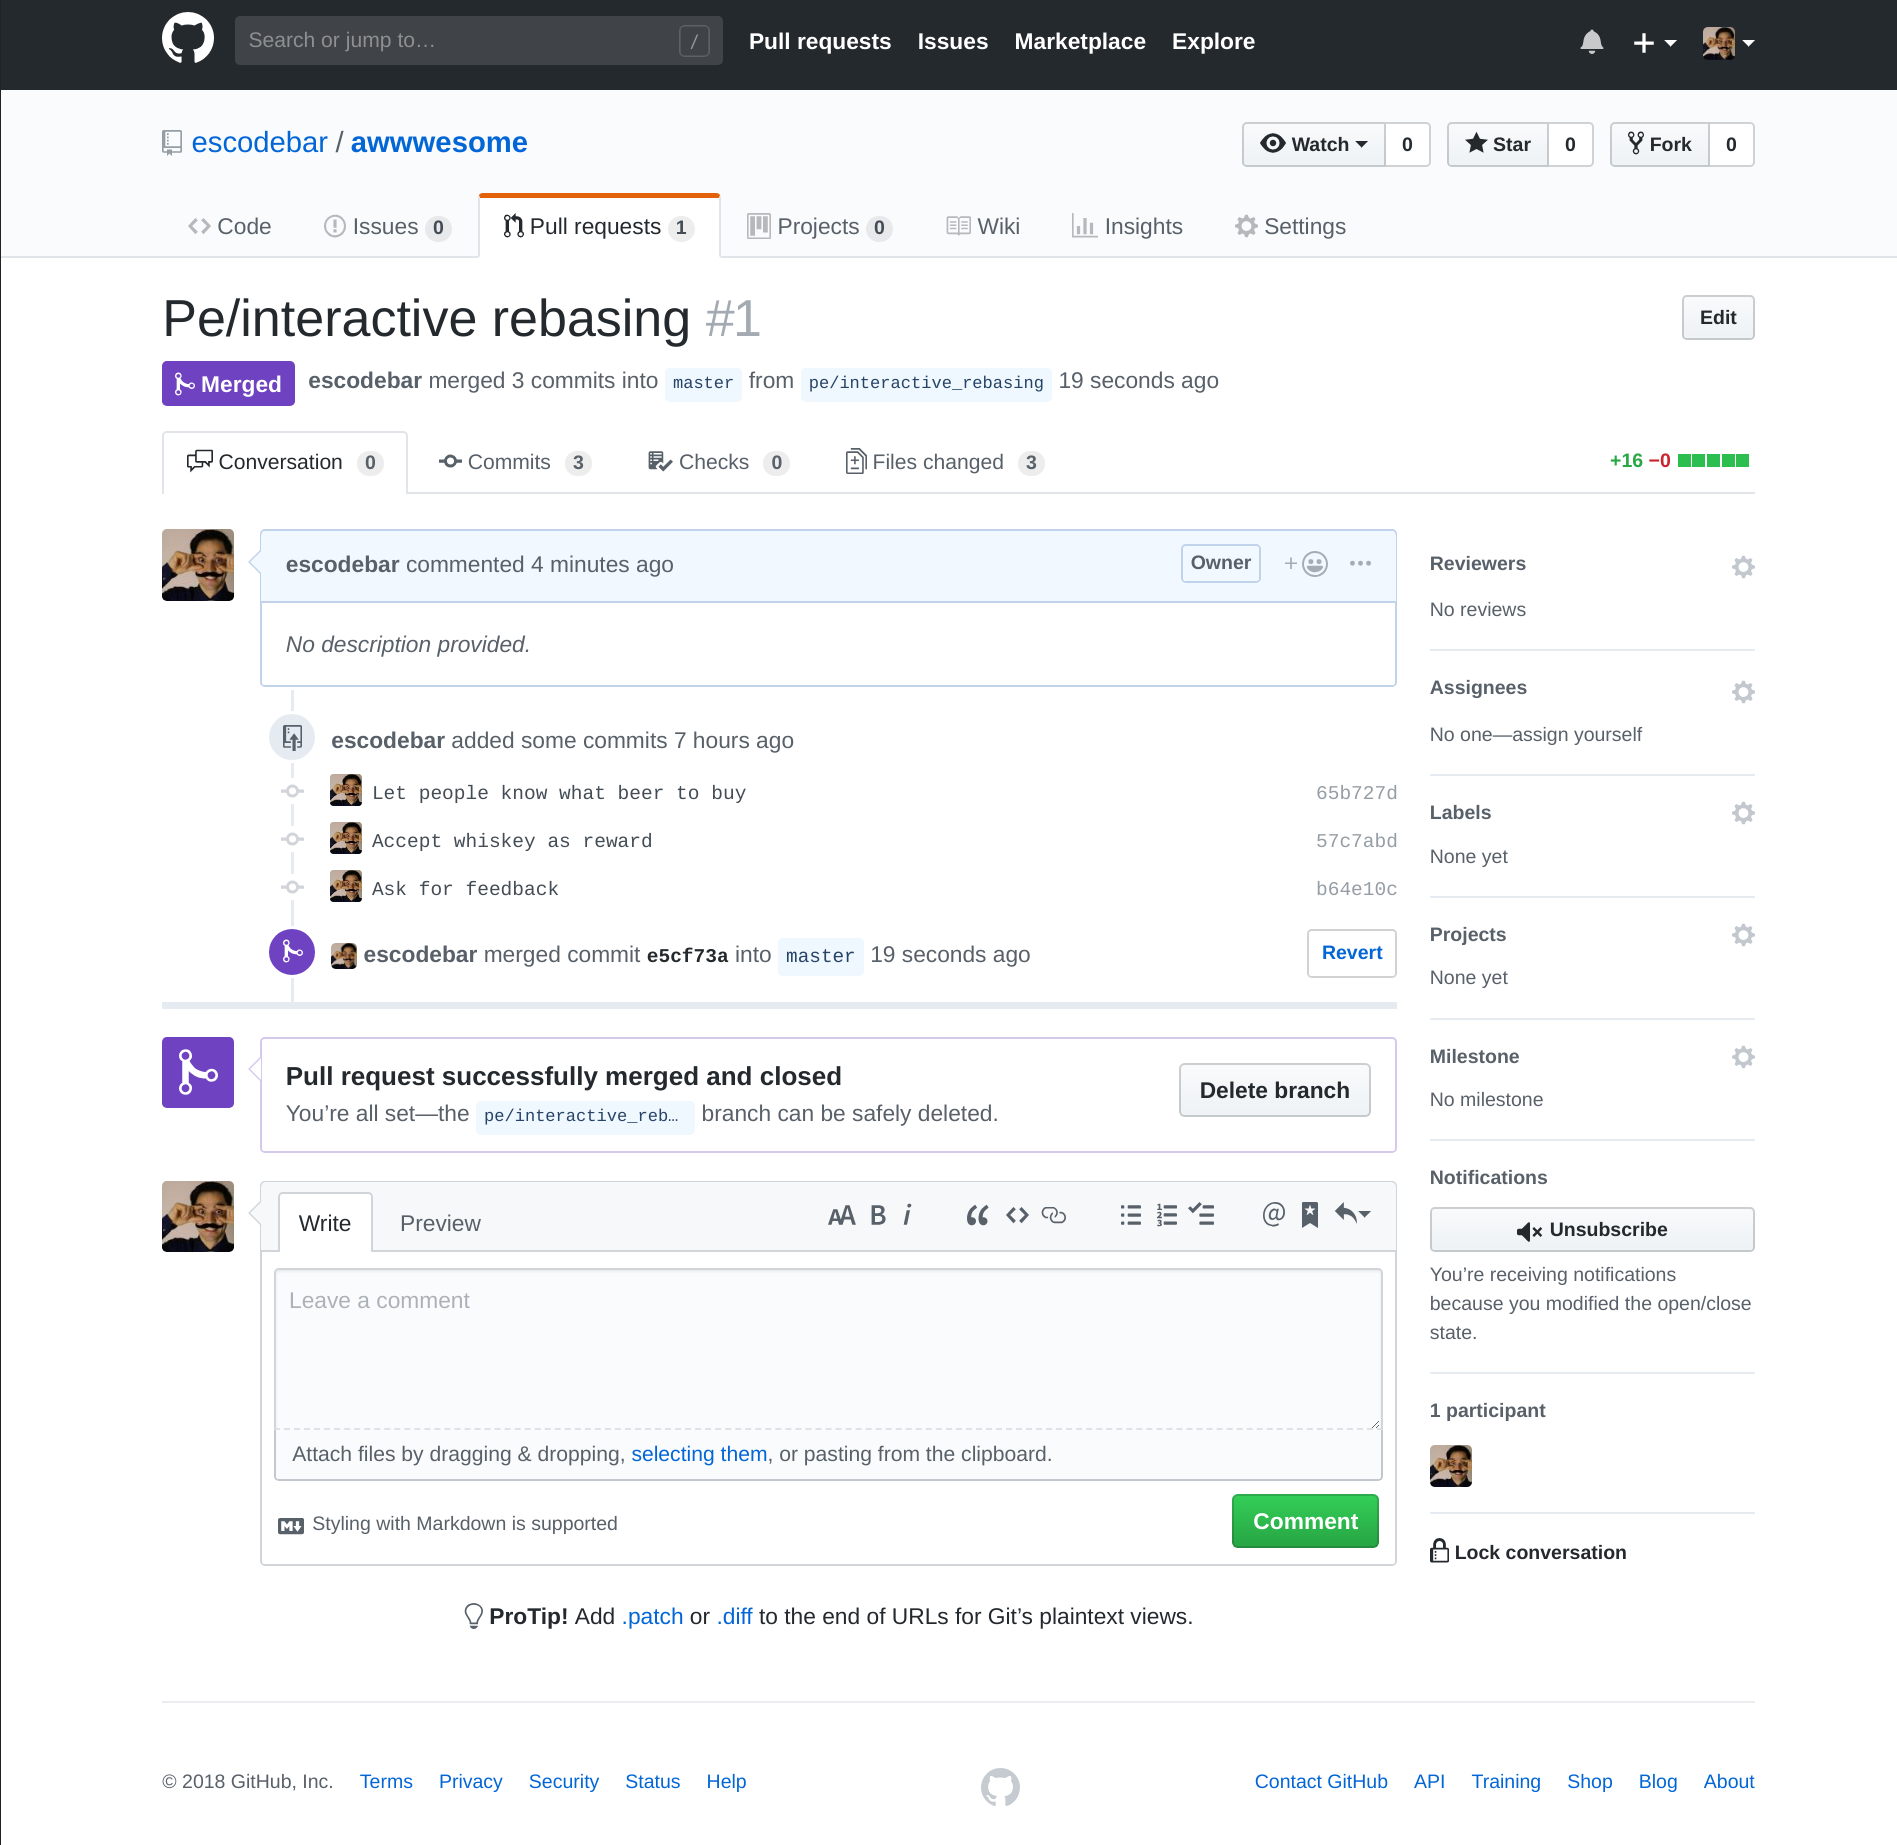 Search or jump to… /
Pull requests Issues Marketplace Explore
escodebar / awwwesome
Watch 0 Star 0 Fork 0
Code Issues 0 Pull requests 1 Projects 0 Wiki Insights Settings
Pe/interactive rebasing #1
Edit
Merged escodebar merged 3 commits into master from pe/interactive_rebasing 19 seconds ago
Conversation 0 Commits 3 Checks 0 Files changed 3
+16 −0
escodebar commented 4 minutes ago
Owner
No description provided.
escodebar added some commits 7 hours ago
Let people know what beer to buy 65b727d
Accept whiskey as reward 57c7abd
Ask for feedback b64e10c
escodebar merged commit e5cf73a into master 19 seconds ago
Revert
Pull request successfully merged and closed
You’re all set—the pe/interactive_reb… branch can be safely deleted.
Delete branch
Write Preview
Leave a comment
Attach files by dragging & dropping, selecting them, or pasting from the clipboard.
Styling with Markdown is supported
Comment
ProTip! Add .patch or .diff to the end of URLs for Git’s plaintext views.
Reviewers
No reviews
Assignees
No one—assign yourself
Labels
None yet
Projects
None yet
Milestone
No milestone
Notifications
Unsubscribe
You’re receiving notifications
because you modified the open/close
state.
1 participant
Lock conversation
© 2018 GitHub, Inc. Terms Privacy Security Status Help
Contact GitHub API Training Shop Blog About